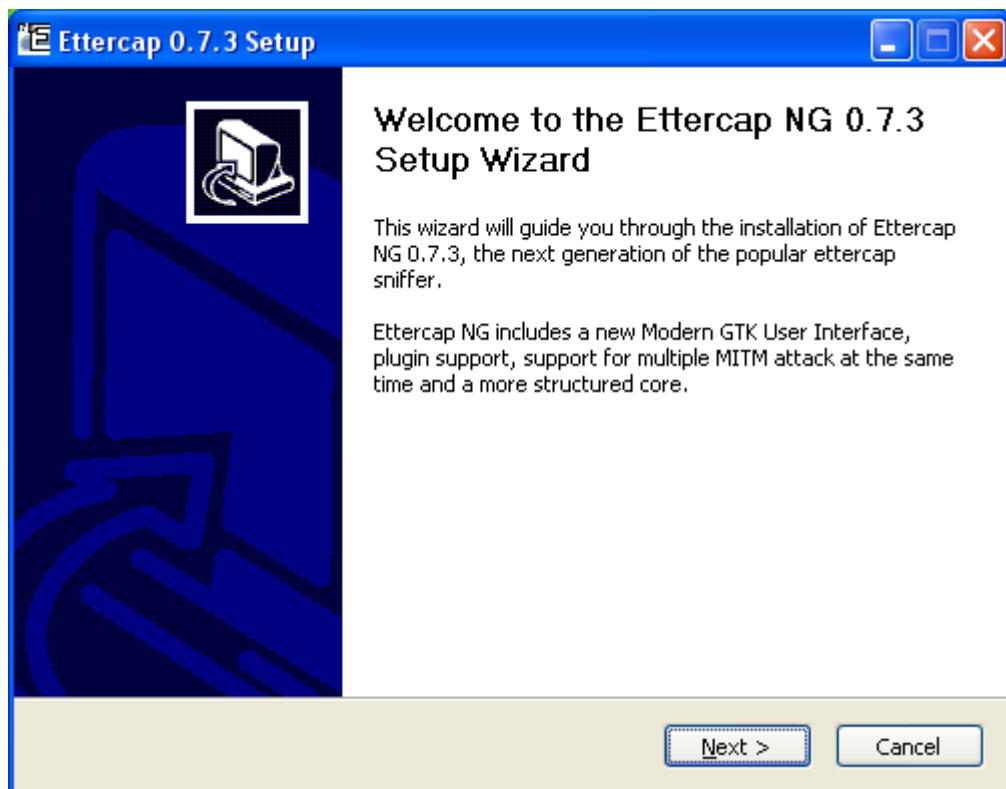 Ettercap 0.7.3 Setup
Welcome to the Ettercap NG 0.7.3
Setup Wizard
This wizard will guide you through the installation of Ettercap
NG 0.7.3, the next generation of the popular ettercap
sniffer.
Ettercap NG includes a new Modern GTK User Interface,
plugin support, support for multiple MITM attack at the same
time and a more structured core.
Next >
Cancel